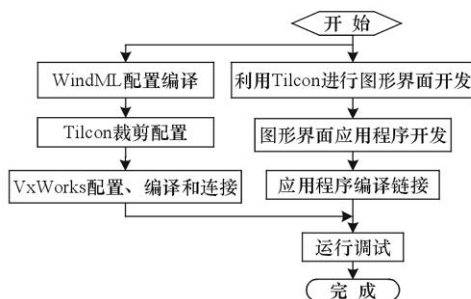 开 始
WindML配置编译
利用Tilcon进行图形界面开发
Tilcon裁剪配置
图形界面应用程序开发
VxWorks配置、编译和连接
应用程序编译链接
运行调试
完 成